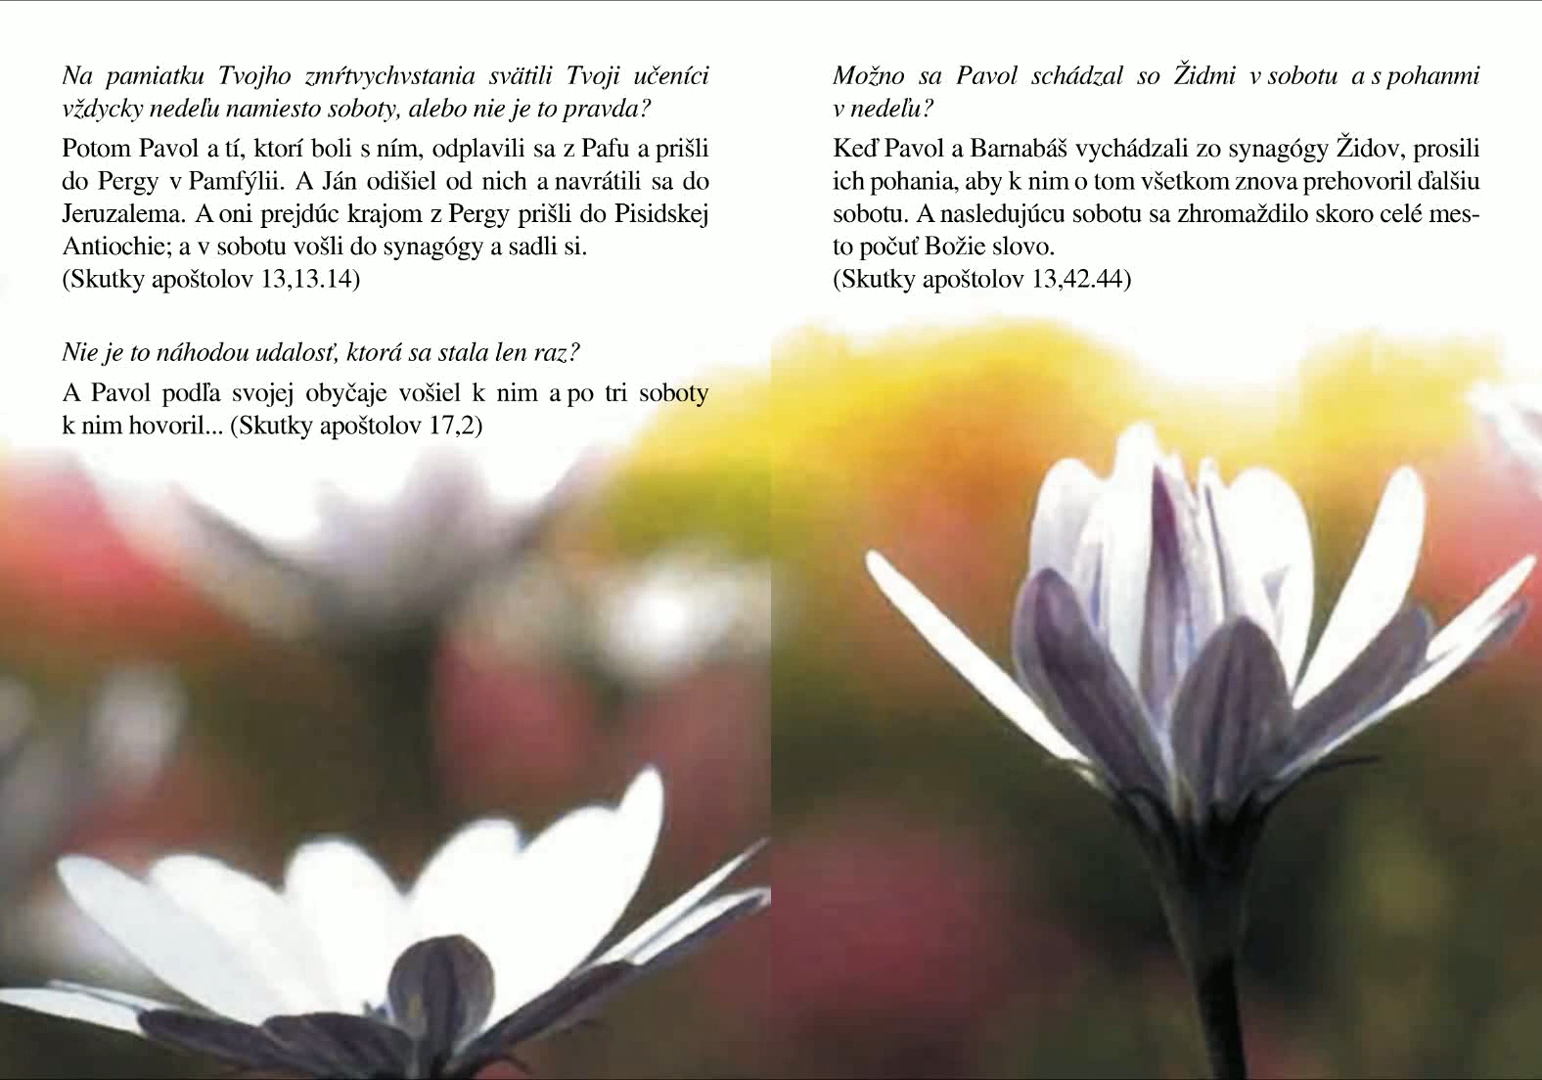 Na pamiatku Tvojho zmŕtvychvstania svätili Tvoji učeníci
vždycky nedeľu namiesto soboty, alebo nie je to pravda?
Potom Pavol a tí, ktorí boli s ním, odplavili sa z Pafu a prišli
do Pergy v Pamfýlii. A Ján odišiel od nich a navrátili sa do
Jeruzalema. A oni prejdúc krajom z Pergy prišli do Pisidskej
Antiochie; a v sobotu vošli do synagógy a sadli si.
(Skutky apoštolov 13,13.14)
Nie je to náhodou udalosť, ktorá sa stala len raz?
A Pavol podľa svojej obyčaje vošiel k nim a po tri soboty
k nim hovoril... (Skutky apoštolov 17,2)
Možno sa Pavol schádzal so Židmi v sobotu a s pohanmi
v nedeľu?
Keď Pavol a Barnabáš vychádzali zo synagógy Židov, prosili
ich pohania, aby k nim o tom všetkom znova prehovoril ďalšiu
sobotu. A nasledujúcu sobotu sa zhromaždilo skoro celé mes-
to počuť Božie slovo.
(Skutky apoštolov 13,42.44)